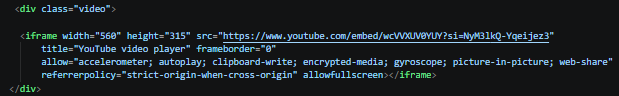 <div class="video">
<iframe width="560" height="315" src="https://www.youtube.com/embed/wcVVXUV0YUY?si=NyM3lkQ-Yqeijez3"
title="YouTube video player" frameborder="0"
allow="accelerometer; autoplay; clipboard-write; encrypted-media; gyroscope; picture-in-picture; web-share"
referrerpolicy="strict-origin-when-cross-origin" allowfullscreen></iframe>
</div>